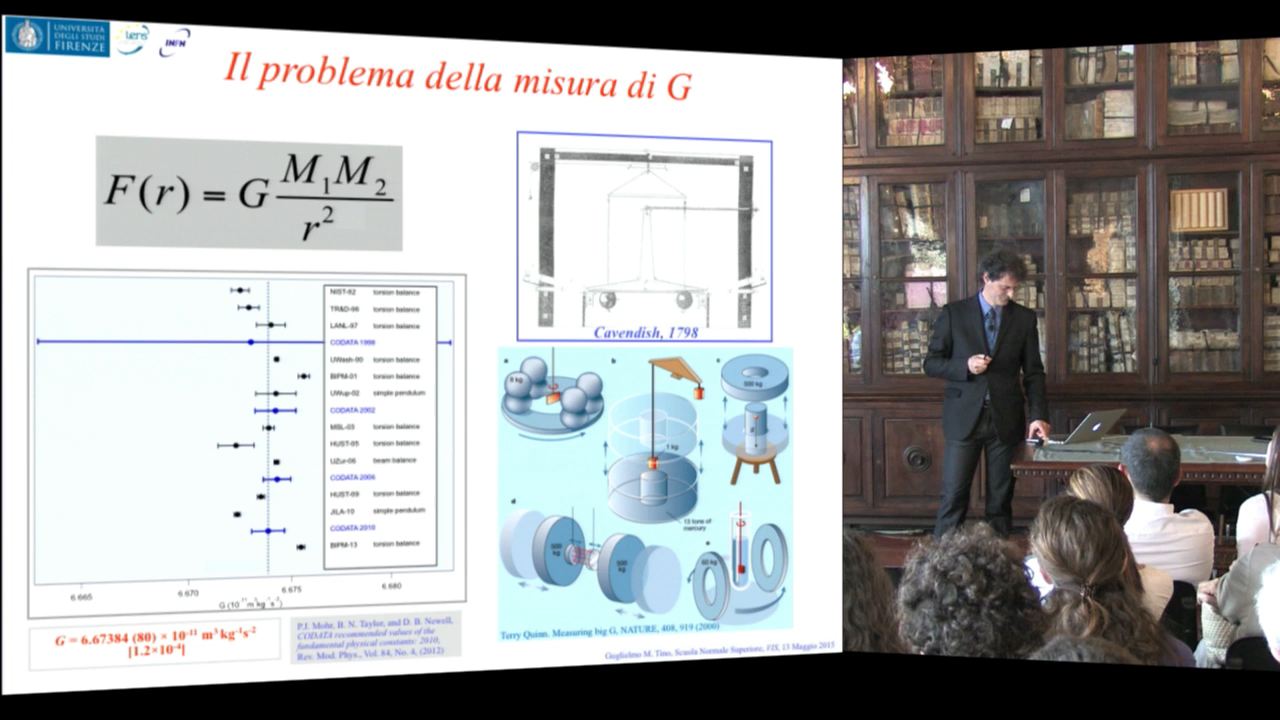 UNIVERSITÀ
DEGLI STUDI
FIRENZE
lens
INFN
Il problema della misura di G
F(r) = G M₁M₂ / r²
NIST-82 torsion balance
TR&D-96 torsion balance
LANL-97 torsion balance
CODATA 1998
UWash-00 torsion balance
BIPM-01 torsion balance
UWup-02 simple pendulum
CODATA 2002
MSL-03 torsion balance
HUST-05 torsion balance
UZur-06 beam balance
CODATA 2006
HUST-09 torsion balance
JILA-10 simple pendulum
CODATA 2010
BIPM-13 torsion balance
6.665 6.670 6.675 6.680
G (10⁻¹¹ m³ kg⁻¹ s⁻²)
G = 6.67384 (80) × 10⁻¹¹ m³ kg⁻¹s⁻²
[1.2×10⁻⁴]
P.J. Mohr, B. N. Taylor, and D. B. Newell,
CODATA recommended values of the
fundamental physical constants: 2010,
Rev. Mod. Phys., Vol. 84, No. 4, (2012)
Cavendish, 1798
a
8 kg
b
1 kg
13 tons of
mercury
c
500 kg
d
500
kg
500
kg
e
60 kg
Terry Quinn. Measuring big G, NATURE, 408, 919 (2000)
Guglielmo M. Tino, Scuola Normale Superiore, PIS, 13 Maggio 2015